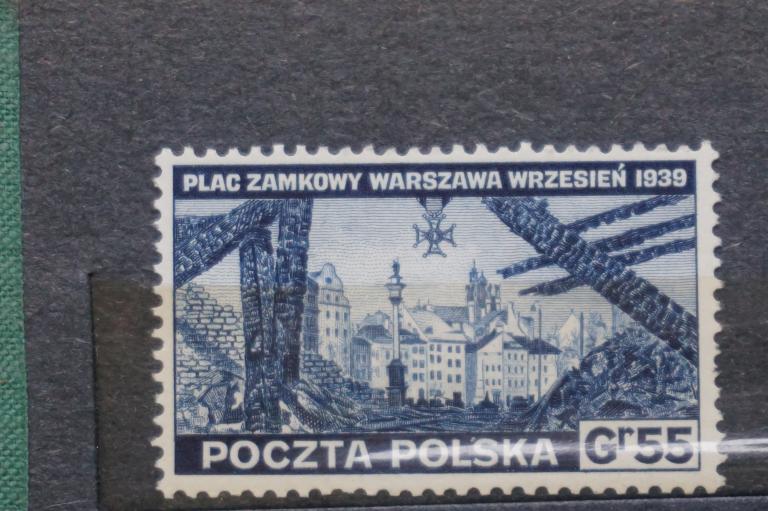 PLAC ZAMKOWY WARSZAWA WRZESIEŃ 1939
POCZTA POLSKA Gr55